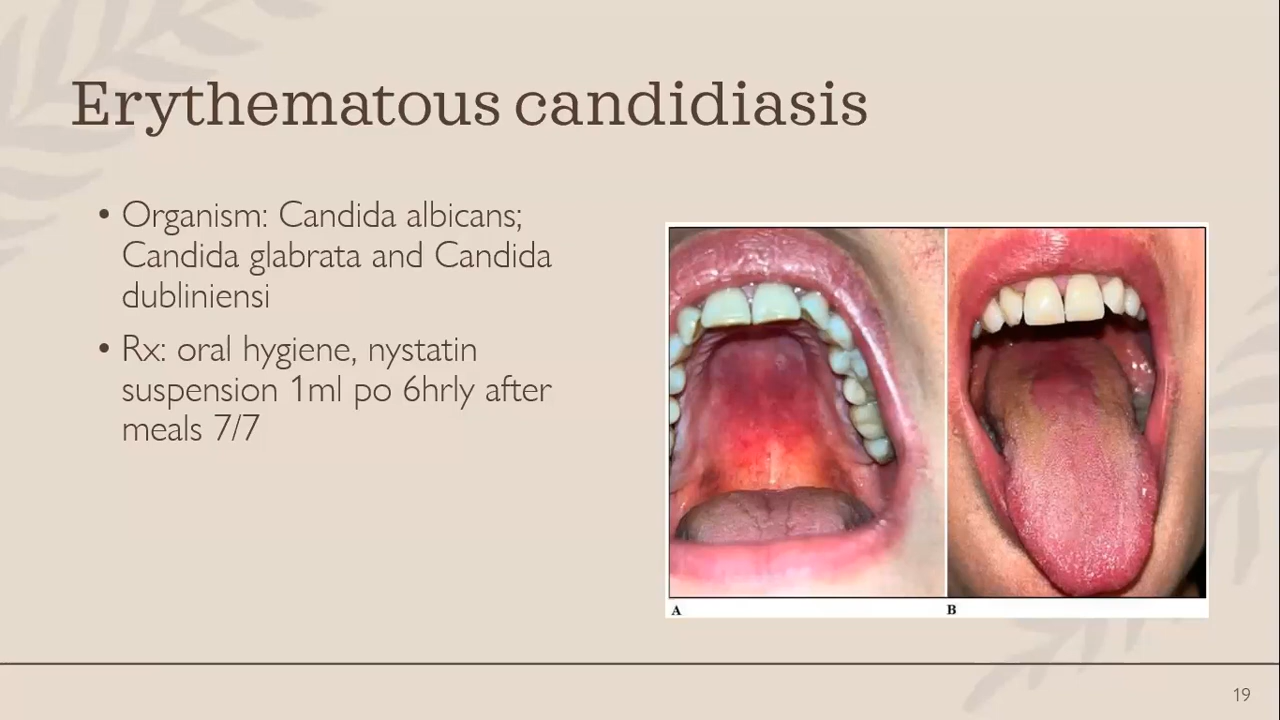 Erythematous candidiasis
• Organism: Candida albicans;
Candida glabrata and Candida
dubliniensi
• Rx: oral hygiene, nystatin
suspension 1ml po 6hrly after
meals 7/7
A
B
19